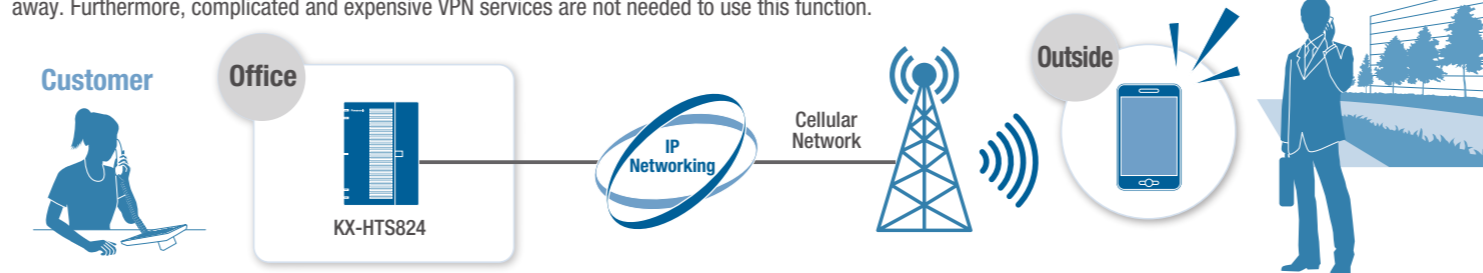 away. Furthermore, complicated and expensive VPN services are not needed to use this function.
Customer
Office
KX-HTS824
IP
Networking
Cellular
Network
Outside